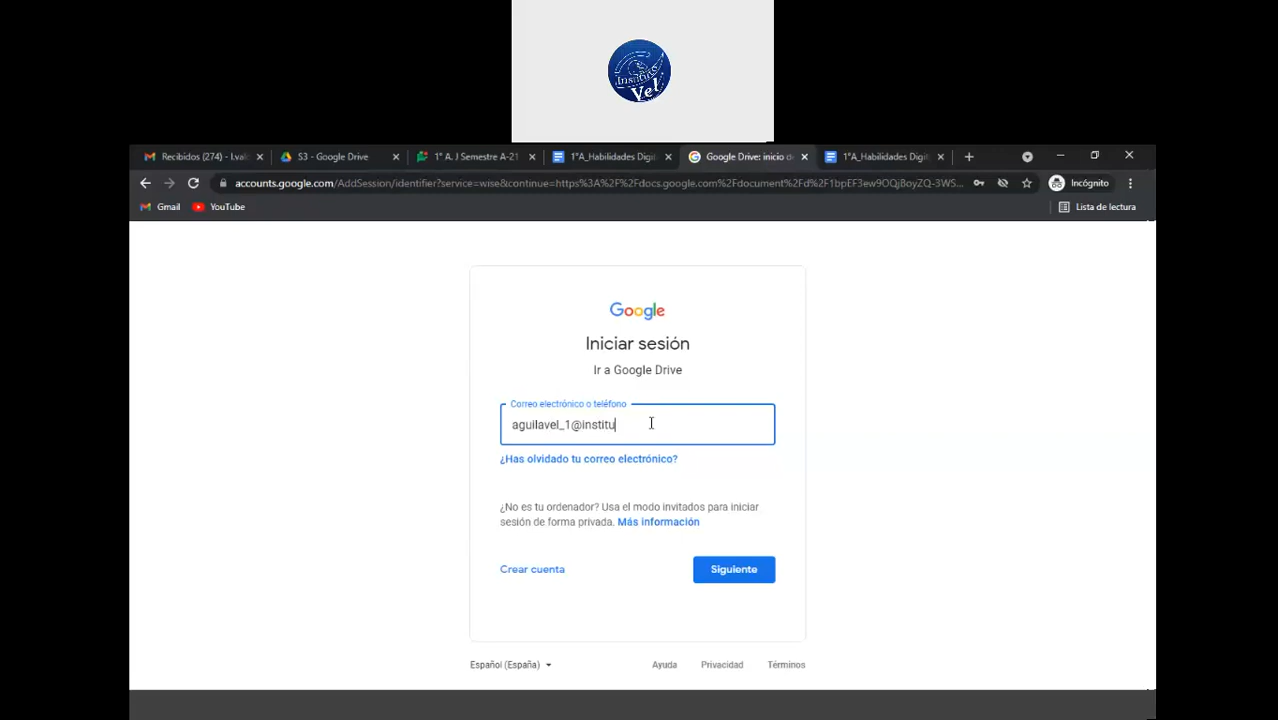 Instituto
Vel
Recibidos (274) - l.valo
S3 - Google Drive
1° A. J Semestre A-21
1°A_Habilidades Digit
Google Drive: inicio de
1°A_Habilidades Digit
accounts.google.com/AddSession/identifier?service=wise&continue=https%3A%2F%2Fdocs.google.com%2Fdocument%2Fd%2F1bpEF3ew9OQjBoyZQ-3WS...
Incógnito
Gmail
YouTube
Lista de lectura
Google
Iniciar sesión
Ir a Google Drive
Correo electrónico o teléfono
aguilavel_1@institu
¿Has olvidado tu correo electrónico?
¿No es tu ordenador? Usa el modo invitados para iniciar
sesión de forma privada. Más información
Crear cuenta
Siguiente
Español (España)
Ayuda
Privacidad
Términos